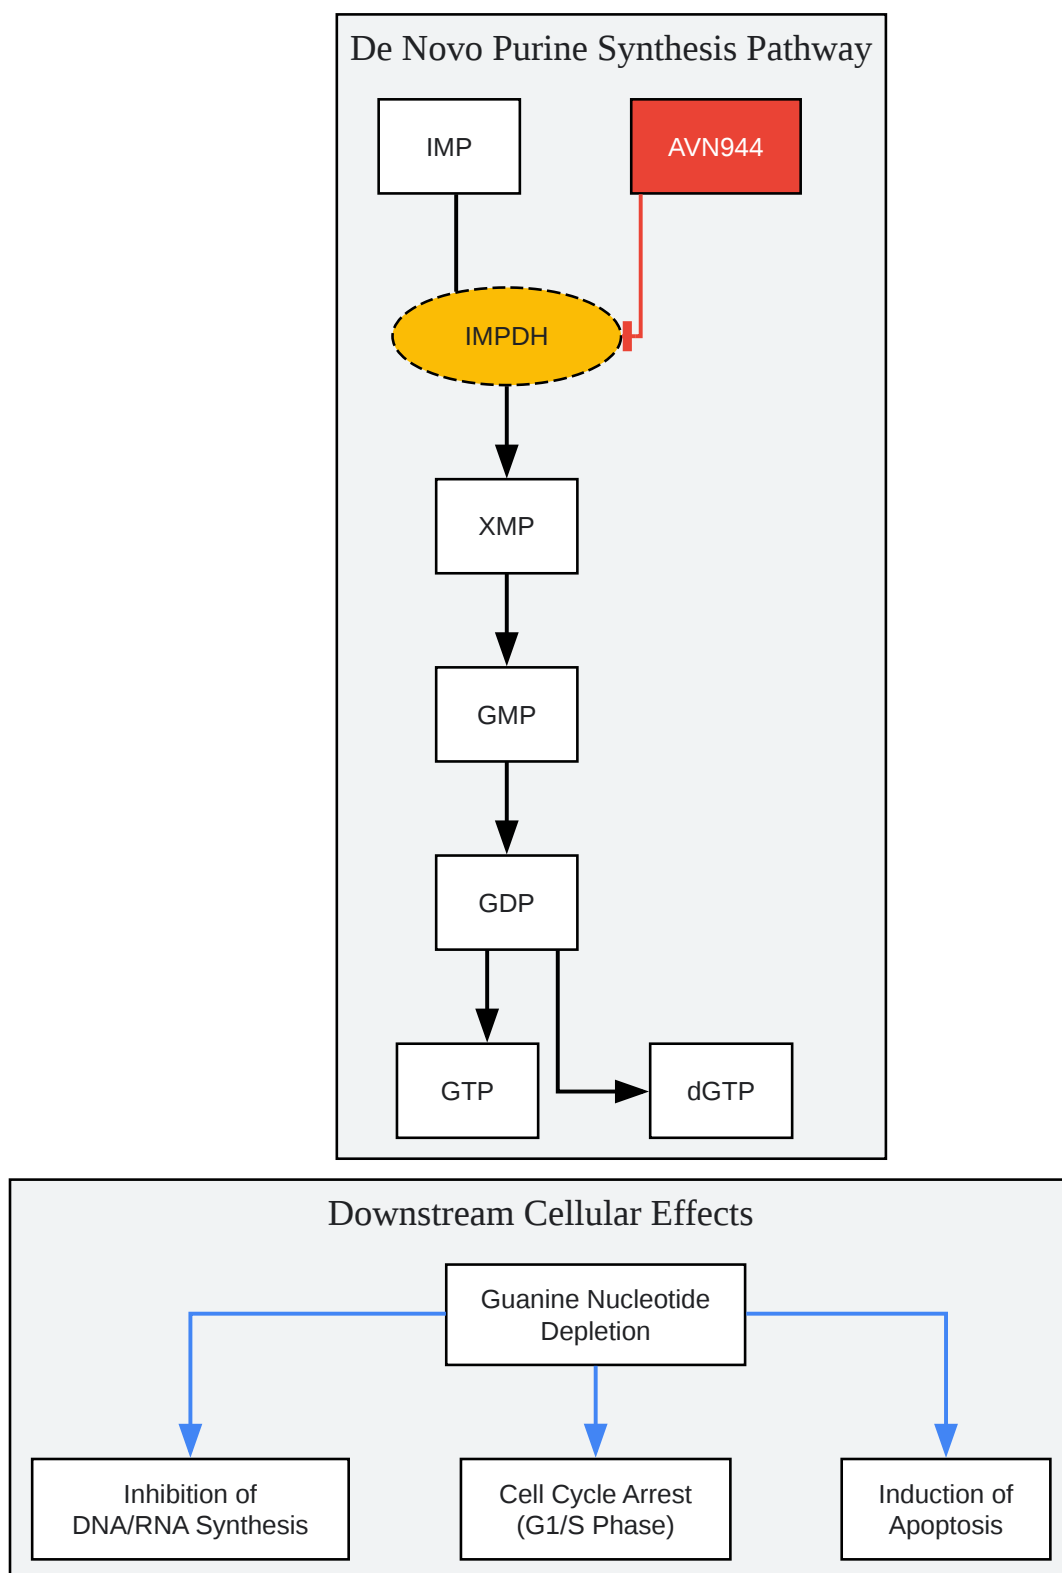 De Novo Purine Synthesis Pathway
IMP
AVN944
IMPDH
XMP
GMP
GDP
GTP
dGTP
Downstream Cellular Effects
Guanine Nucleotide
Depletion
Inhibition of
DNA/RNA Synthesis
Cell Cycle Arrest
(G1/S Phase)
Induction of
Apoptosis